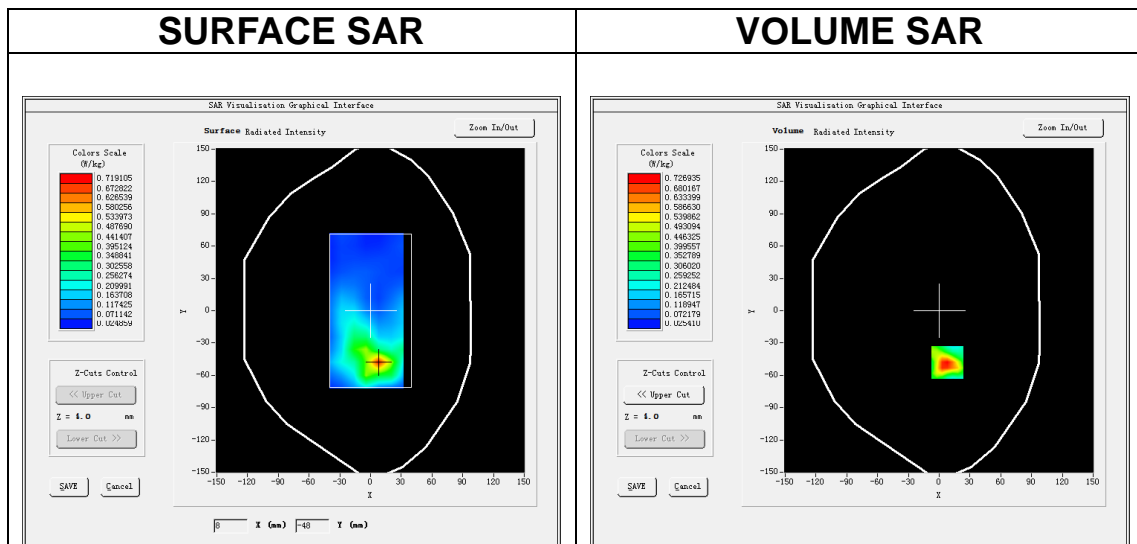 SURFACE SAR
VOLUME SAR
SAR Visualisation Graphical Interface
Surface Radiated Intensity
Zoom In/Out
Colors Scale
(W/kg)
0.719105
0.672822
0.626539
0.580256
0.533973
0.487690
0.441407
0.395124
0.348841
0.302558
0.256274
0.209991
0.163708
0.117425
0.071142
0.024859
Z-Cuts Control
<< Upper Cut
Z = 4.0 mm
Lower Cut >>
SAVE Cancel
150
120
90
60
30
0
-30
-60
-90
-120
-150
Y
-150 -120 -90 -60 -30 0 30 60 90 120 150
X
8 X (mm) -48 Y (mm)
SAR Visualisation Graphical Interface
Volume Radiated Intensity
Zoom In/Out
Colors Scale
(W/kg)
0.726935
0.680167
0.633399
0.586630
0.539862
0.493094
0.446325
0.399557
0.352789
0.306020
0.259252
0.212484
0.165715
0.118947
0.072179
0.025410
Z-Cuts Control
<< Upper Cut
Z = 4.0 mm
Lower Cut >>
SAVE Cancel
150
120
90
60
30
0
-30
-60
-90
-120
-150
Y
-150 -120 -90 -60 -30 0 30 60 90 120 150
X